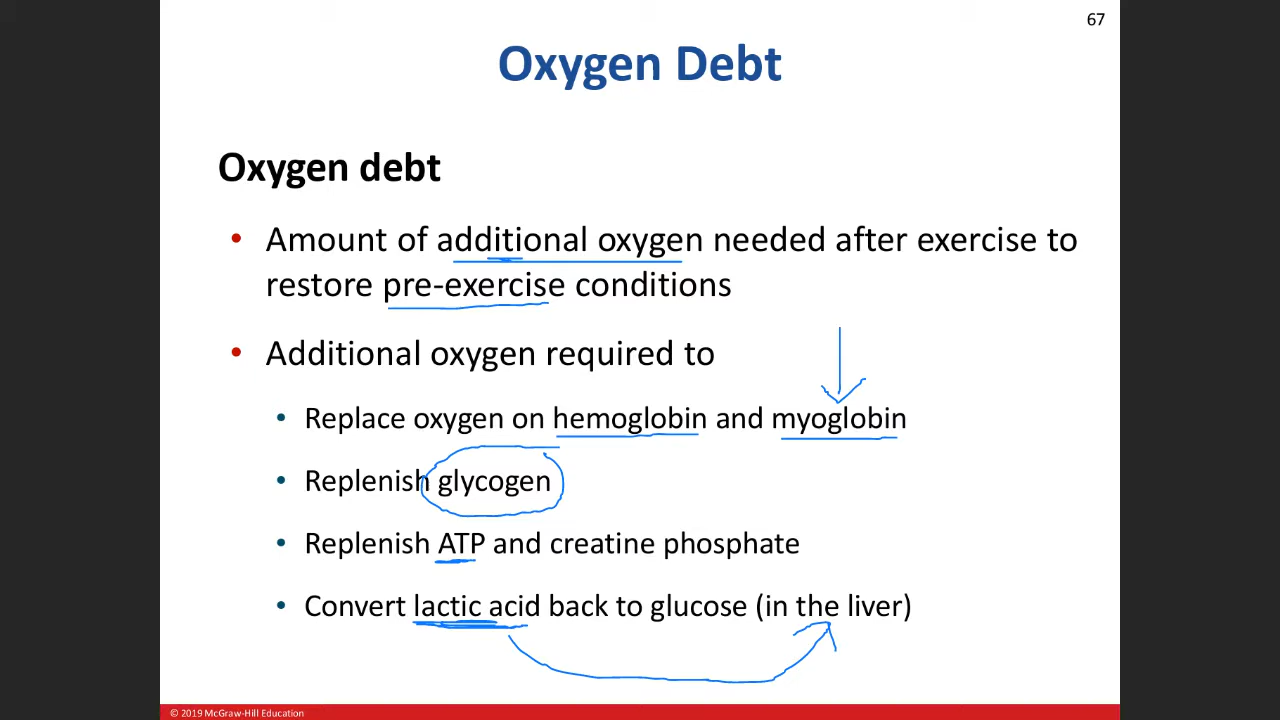 67
Oxygen Debt
Oxygen debt
• Amount of additional oxygen needed after exercise to
restore pre-exercise conditions
• Additional oxygen required to
• Replace oxygen on hemoglobin and myoglobin
• Replenish glycogen
• Replenish ATP and creatine phosphate
• Convert lactic acid back to glucose (in the liver)
© 2019 McGraw-Hill Education